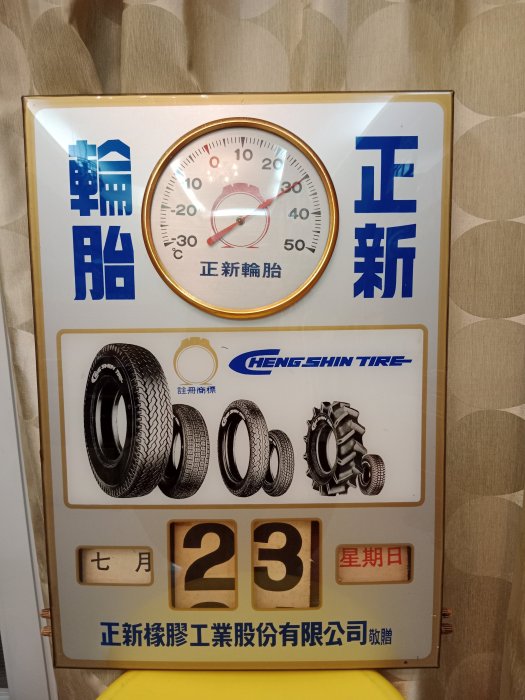 正新
輪胎
10 0 10 20 30
-20 40
-30 50
°C
正新輪胎
CHENG SHIN TIRE
註冊商標
七月 23 星期日
正新橡膠工業股份有限公司敬贈